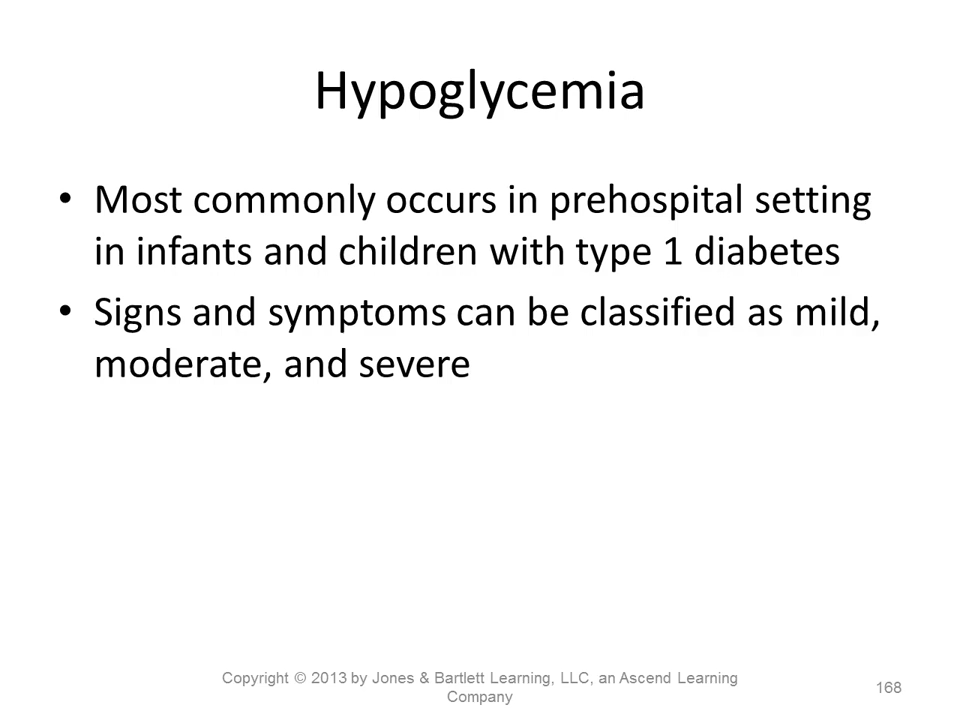 Hypoglycemia
• Most commonly occurs in prehospital setting
in infants and children with type 1 diabetes
• Signs and symptoms can be classified as mild,
moderate, and severe
Copyright © 2013 by Jones & Bartlett Learning, LLC, an Ascend Learning
Company
168